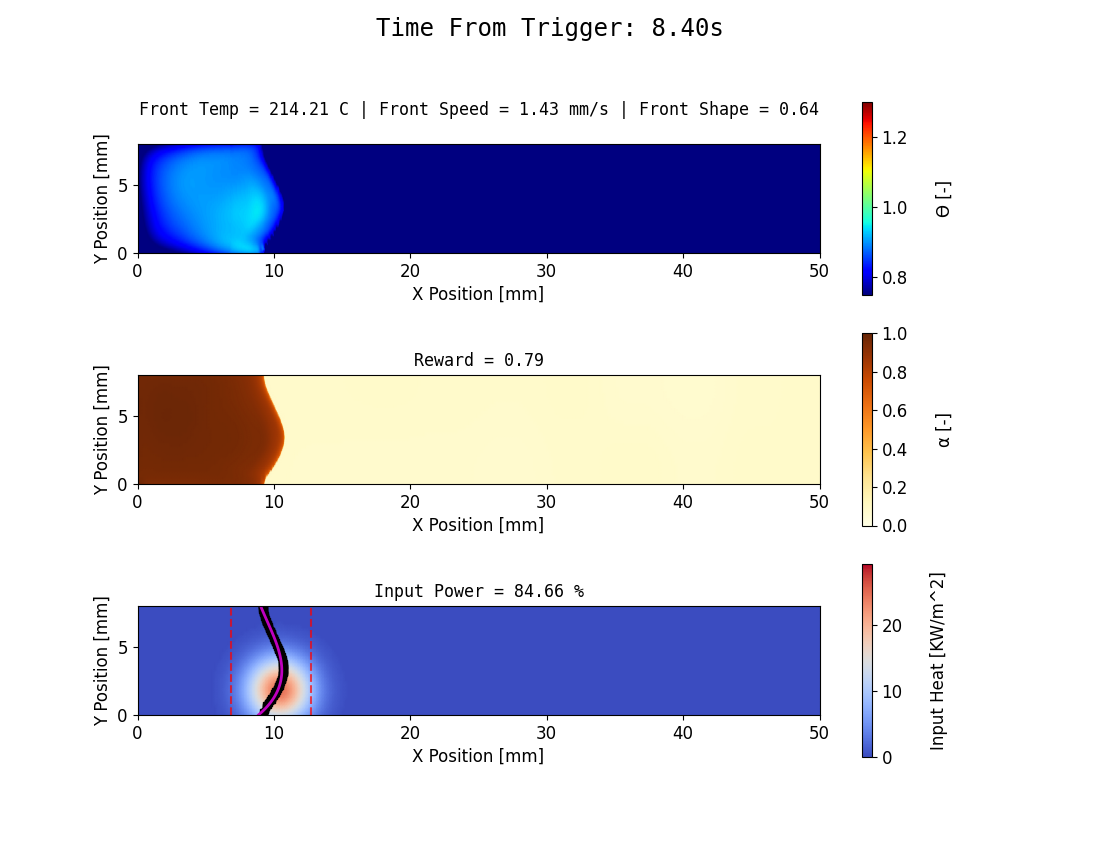 Time From Trigger: 8.40s
Front Temp = 214.21 C | Front Speed = 1.43 mm/s | Front Shape = 0.64
Y Position [mm]
5
0
0 10 20 30 40 50
X Position [mm]
1.2
1.0
0.8
Θ [-]
Reward = 0.79
Y Position [mm]
5
0
0 10 20 30 40 50
X Position [mm]
1.0
0.8
0.6
0.4
0.2
0.0
α [-]
Input Power = 84.66 %
Y Position [mm]
5
0
0 10 20 30 40 50
X Position [mm]
20
10
0
Input Heat [KW/m^2]